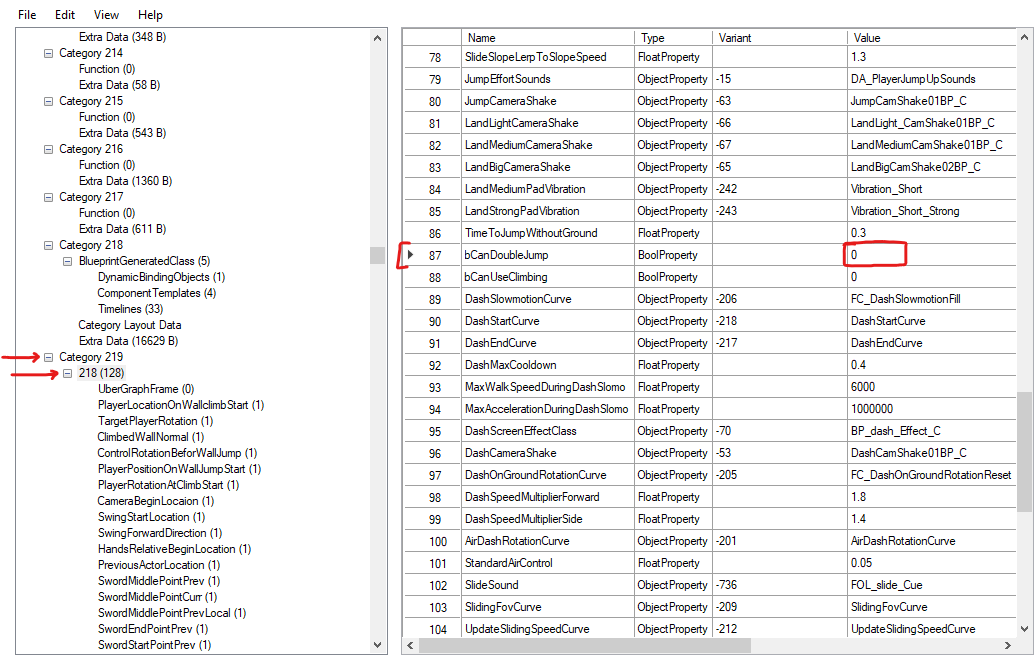 File Edit View Help
Extra Data (348 B)
Category 214
Function (0)
Extra Data (58 B)
Category 215
Function (0)
Extra Data (543 B)
Category 216
Function (0)
Extra Data (1360 B)
Category 217
Function (0)
Extra Data (611 B)
Category 218
BlueprintGeneratedClass (5)
DynamicBindingObjects (1)
ComponentTemplates (4)
Timelines (33)
Category Layout Data
Extra Data (16629 B)
Category 219
218 (128)
UberGraphFrame (0)
PlayerLocationOnWallclimbStart (1)
TargetPlayerRotation (1)
ClimbedWallNormal (1)
ControlRotationBeforWallJump (1)
PlayerPositionOnWallJumpStart (1)
PlayerRotationAtClimbStart (1)
CameraBeginLocaion (1)
SwingStartLocation (1)
SwingForwardDirection (1)
HandsRelativeBeginLocation (1)
PreviousActorLocation (1)
SwordMiddlePointPrev (1)
SwordMiddlePointCurr (1)
SwordMiddlePointPrevLocal (1)
SwordEndPointPrev (1)
SwordStartPointPrev (1)
Name Type Variant Value
78 SlideSlopeLerpToSlopeSpeed FloatProperty 1.3
79 JumpEffortSounds ObjectProperty -15 DA_PlayerJumpUpSounds
80 JumpCameraShake ObjectProperty -63 JumpCamShake01BP_C
81 LandLightCameraShake ObjectProperty -66 LandLight_CamShake01BP_C
82 LandMediumCameraShake ObjectProperty -67 LandMediumCamShake01BP_C
83 LandBigCameraShake ObjectProperty -65 LandBigCamShake02BP_C
84 LandMediumPadVibration ObjectProperty -242 Vibration_Short
85 LandStrongPadVibration ObjectProperty -243 Vibration_Short_Strong
86 TimeToJumpWithoutGround FloatProperty 0.3
87 bCanDoubleJump BoolProperty 0
88 bCanUseClimbing BoolProperty 0
89 DashSlowmotionCurve ObjectProperty -206 FC_DashSlowmotionFill
90 DashStartCurve ObjectProperty -218 DashStartCurve
91 DashEndCurve ObjectProperty -217 DashEndCurve
92 DashMaxCooldown FloatProperty 0.4
93 MaxWalkSpeedDuringDashSlomo FloatProperty 6000
94 MaxAccelerationDuringDashSlomo FloatProperty 1000000
95 DashScreenEffectClass ObjectProperty -70 BP_dash_Effect_C
96 DashCameraShake ObjectProperty -53 DashCamShake01BP_C
97 DashOnGroundRotationCurve ObjectProperty -205 FC_DashOnGroundRotationReset
98 DashSpeedMultiplierForward FloatProperty 1.8
99 DashSpeedMultiplierSide FloatProperty 1.4
100 AirDashRotationCurve ObjectProperty -201 AirDashRotationCurve
101 StandardAirControl FloatProperty 0.05
102 SlideSound ObjectProperty -736 FOL_slide_Cue
103 SlidingFovCurve ObjectProperty -209 SlidingFovCurve
104 UpdateSlidingSpeedCurve ObjectProperty -212 UpdateSlidingSpeedCurve